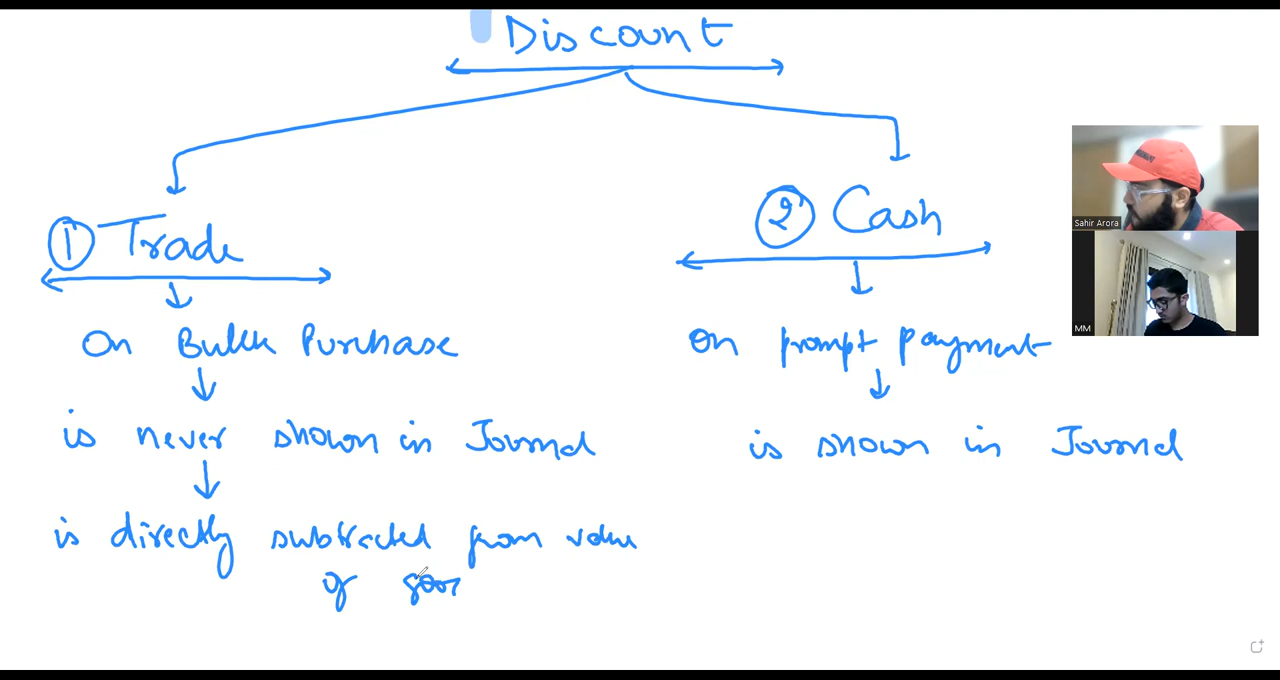 Discount
① Trade
② Cash
On Bulk Purchase
on prompt payment
is never shown in Journal
is shown in Journal
is directly subtracted from value
of
Sahir Arora
MM